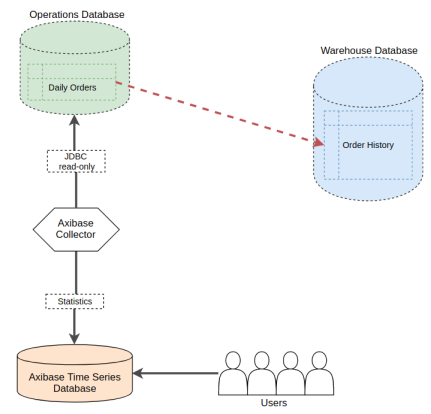 Operations Database
Warehouse Database
Daily Orders
Order History
JDBC
read-only
Axibase
Collector
Statistics
Axibase Time Series
Database
Users